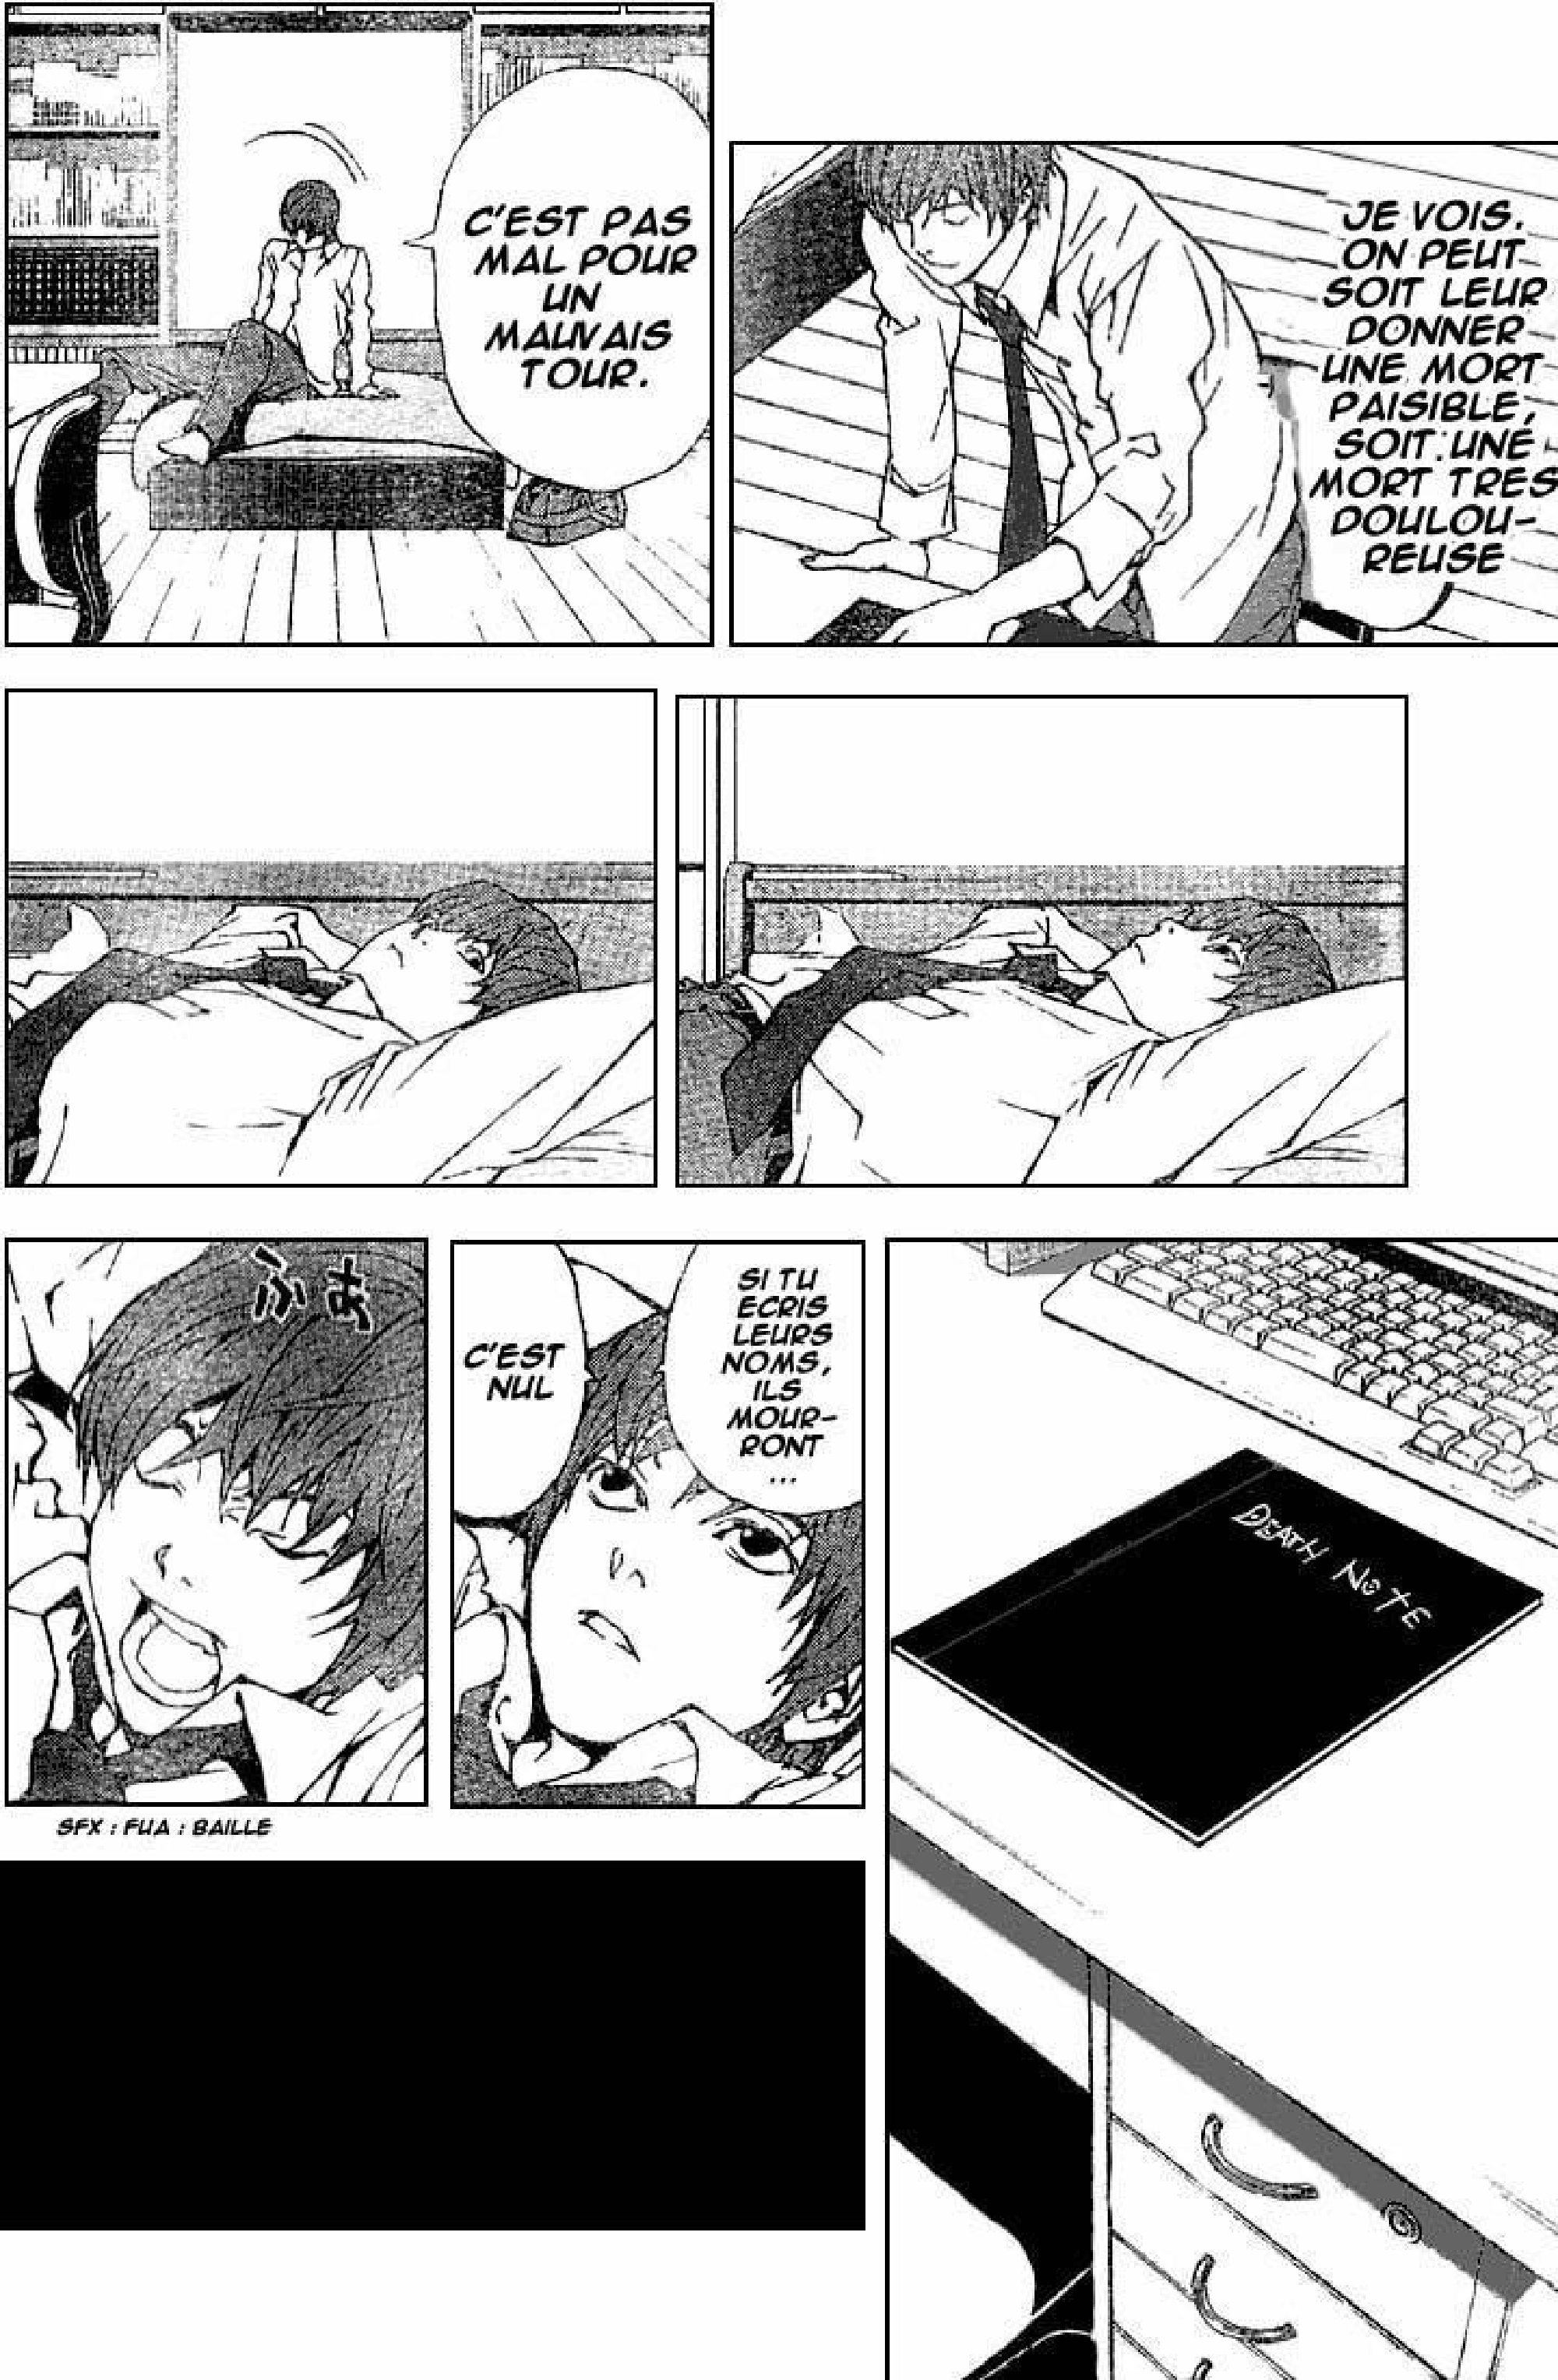 JE VOIS.
ON PEUT
SOIT LEUR
DONNER
UNE MORT
PAISIBLE,
SOIT UNE
MORT TRES
DOULOU-
REUSE
C'EST PAS
MAL POUR
UN
MAUVAIS
TOUR.
DEATH NOTE
SI TU
ECRIS
LEURS
NOMS,
ILS
MOUR-
RONT
...
C'EST
NUL
ふぁ
SFX : FUA : BAILLE